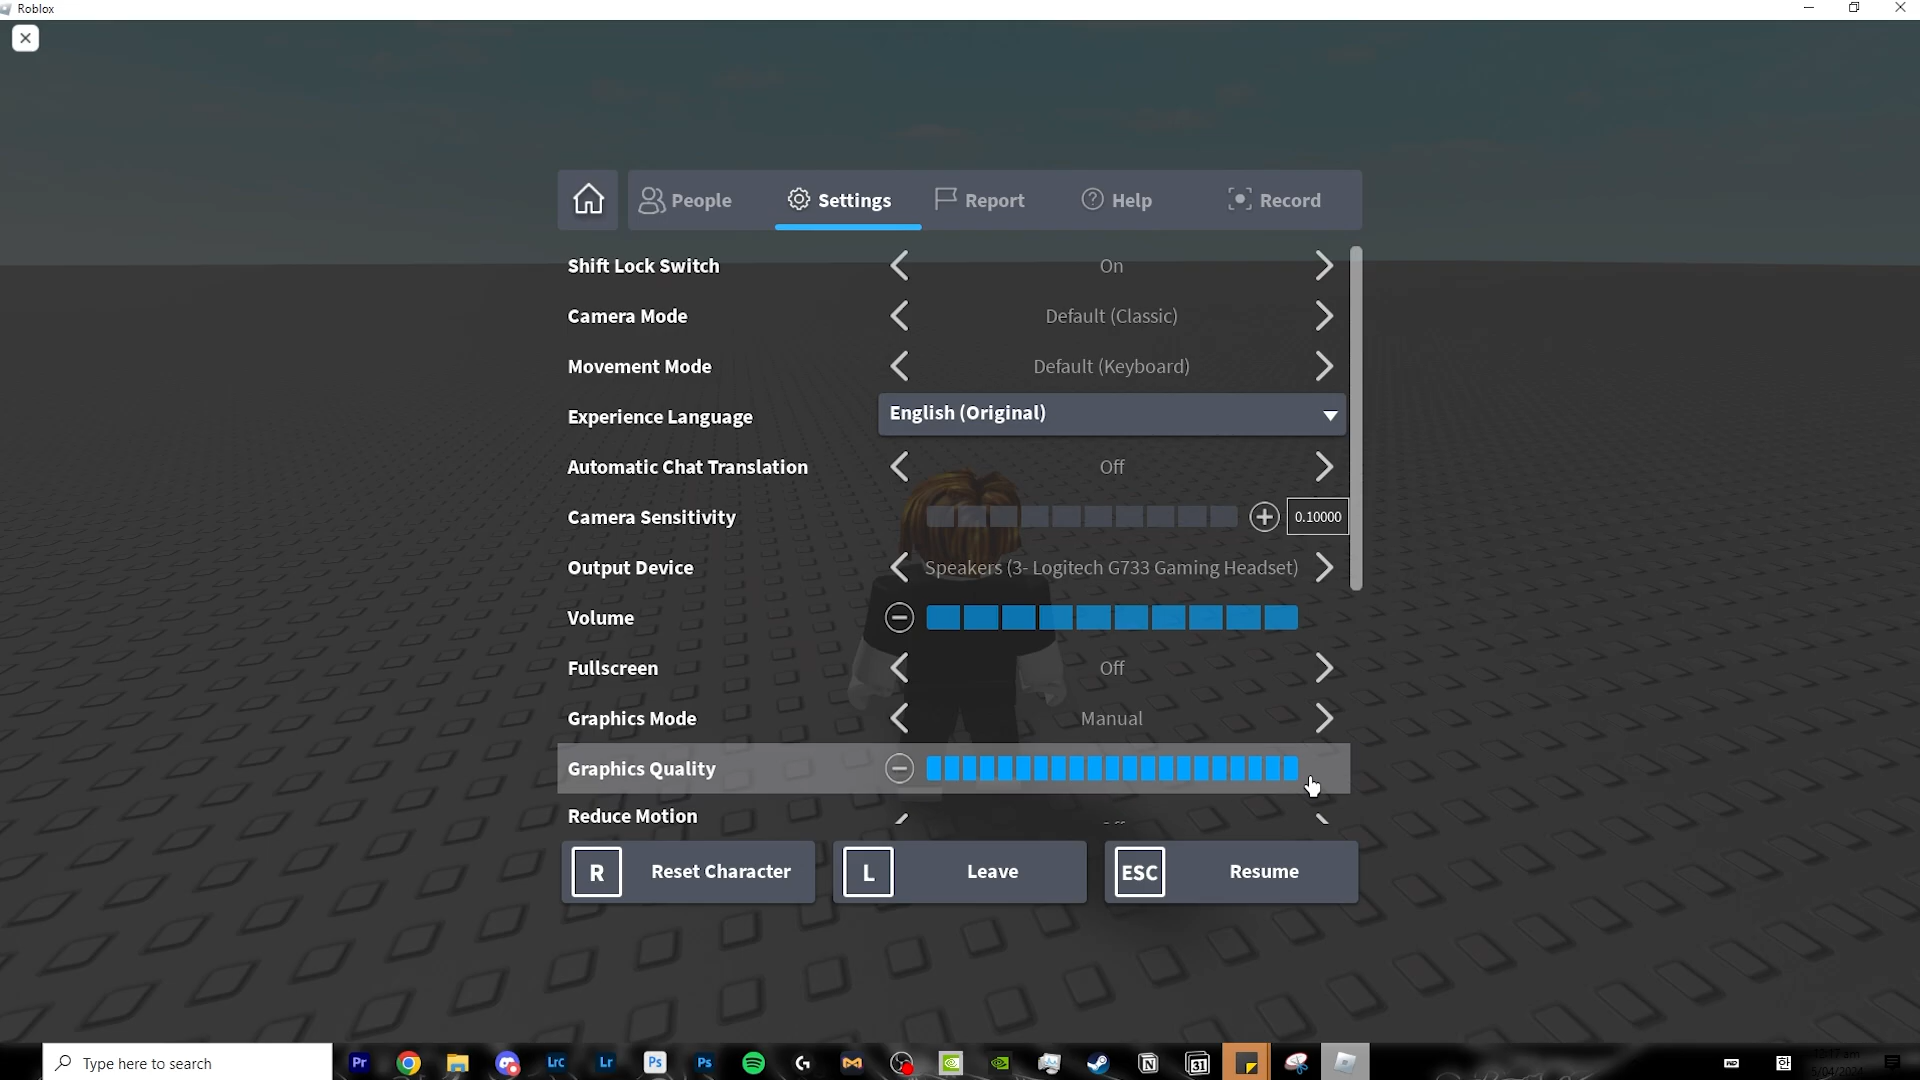 Roblox
People
Settings
Report
Help
Record
Shift Lock Switch On
Camera Mode Default (Classic)
Movement Mode Default (Keyboard)
Experience Language English (Original)
Automatic Chat Translation Off
Camera Sensitivity 0.10000
Output Device Speakers (3- Logitech G733 Gaming Headset)
Volume
Fullscreen Off
Graphics Mode Manual
Graphics Quality
Reduce Motion
R Reset Character
L Leave
ESC Resume
Type here to search
Pr
Lrc
Lr
Ps
Ps
31
한